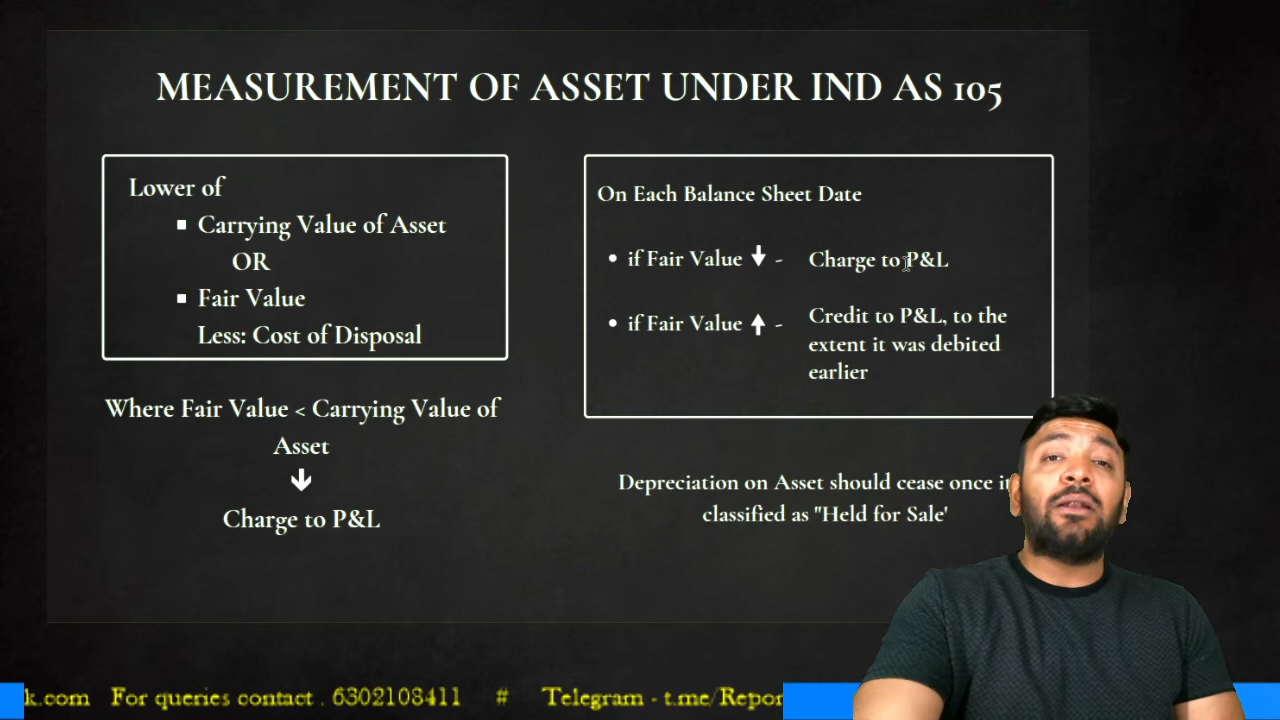 MEASUREMENT OF ASSET UNDER IND AS 105
Lower of
▪ Carrying Value of Asset
OR
▪ Fair Value
Less: Cost of Disposal
Where Fair Value < Carrying Value of
Asset
↓
Charge to P&L
On Each Balance Sheet Date
• if Fair Value ↓ - Charge to P&L
• if Fair Value ↑ - Credit to P&L, to the
extent it was debited
earlier
Depreciation on Asset should cease once
classified as "Held for Sale'
k.com For queries contact . 6302108411 # Telegram - t.me/Repor